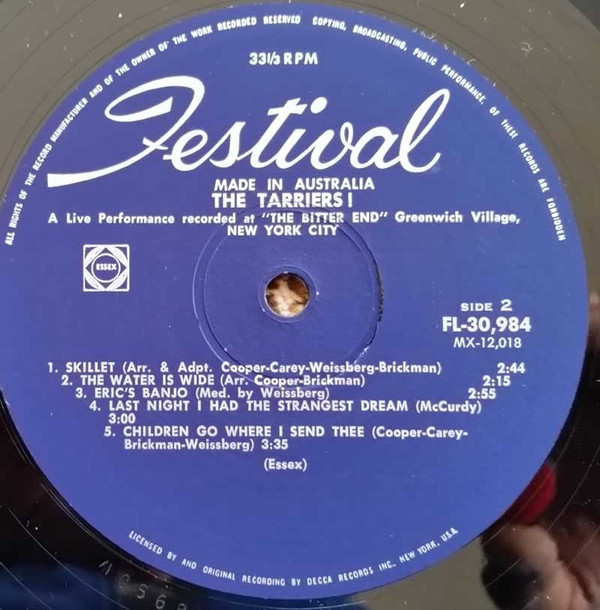 ALL RIGHTS OF THE RECORD MANUFACTURER AND OF THE OWNER OF THE WORK RECORDED RESERVED COPYING, BROADCASTING, PUBLIC PERFORMANCE, OF THESE RECORDS ARE FORBIDDEN
33⅓ RPM
Festival
MADE IN AUSTRALIA
THE TARRIERS!
A Live Performance recorded at "THE BITTER END" Greenwich Village,
NEW YORK CITY
ESSEX
SIDE 2
FL-30,984
MX-12,018
1. SKILLET (Arr. & Adpt. Cooper-Carey-Weissberg-Brickman) 2:44
2. THE WATER IS WIDE (Arr. Cooper-Brickman) 2:15
3. ERIC'S BANJO (Med. by Weissberg) 2:55
4. LAST NIGHT I HAD THE STRANGEST DREAM (McCurdy)
3:00
5. CHILDREN GO WHERE I SEND THEE (Cooper-Carey-
Brickman-Weissberg) 3:35
(Essex)
LICENSED BY AND ORIGINAL RECORDING BY DECCA RECORDS INC., NEW YORK, U.S.A.